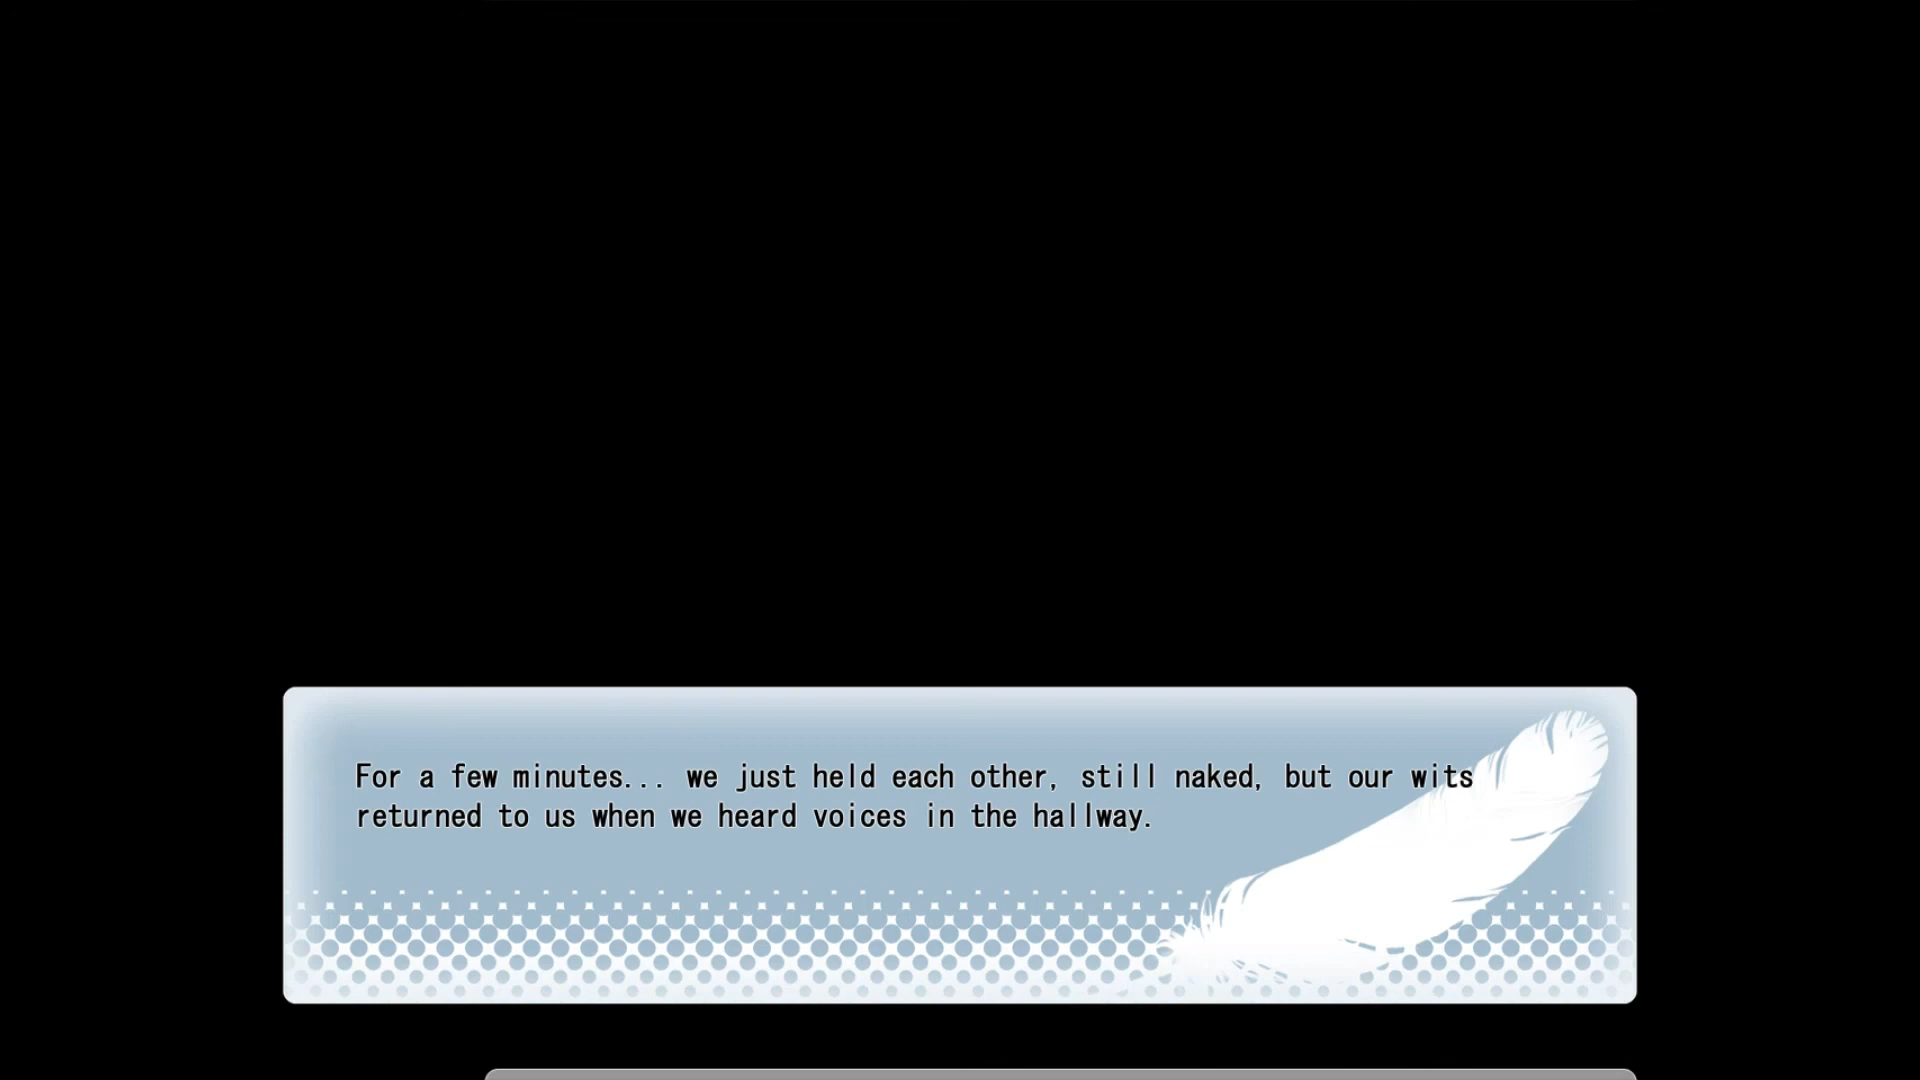 For a few minutes... we just held each other, still naked, but our wits
returned to us when we heard voices in the hallway.